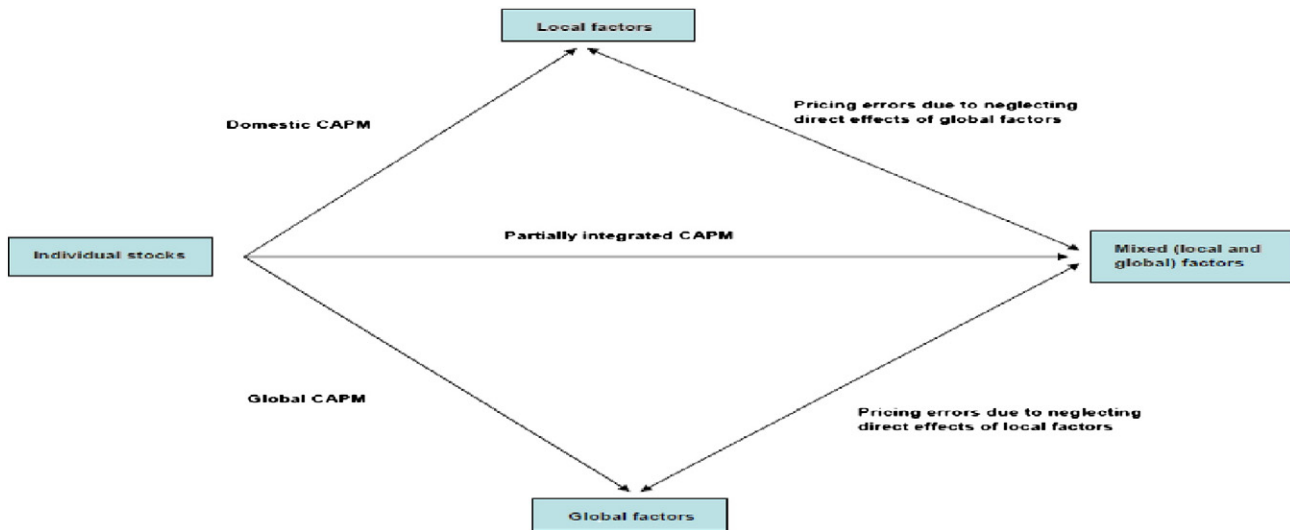 Local factors
Pricing errors due to neglecting
direct effects of global factors
Domestic CAPM
Partially integrated CAPM
Individual stocks
Mixed (local and
global) factors
Global CAPM
Pricing errors due to neglecting
direct effects of local factors
Global factors